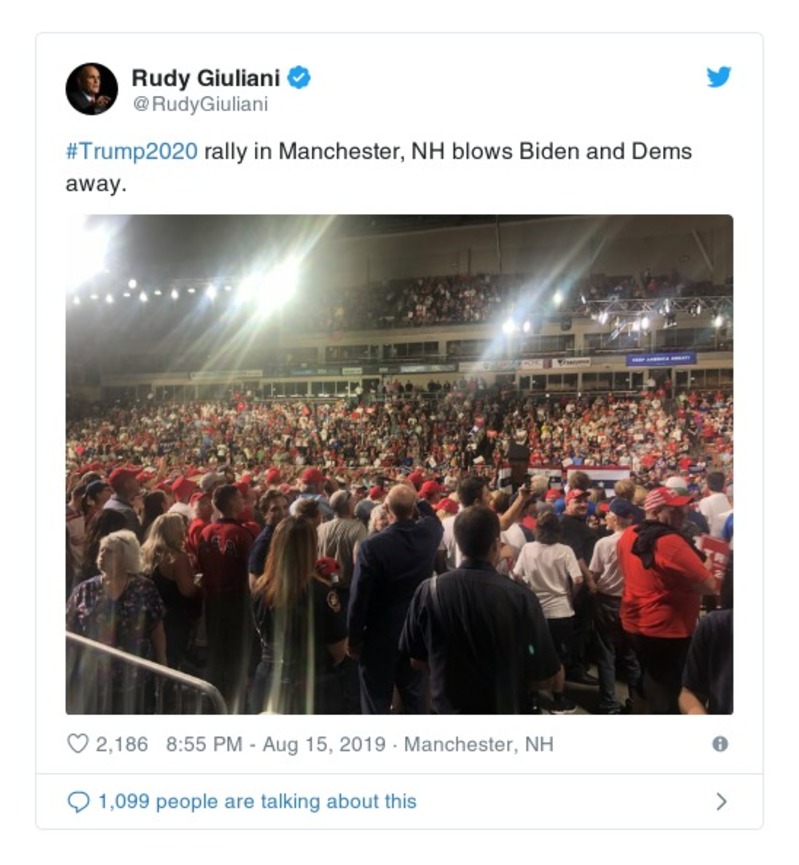 Rudy Giuliani
@RudyGiuliani
#Trump2020 rally in Manchester, NH blows Biden and Dems
away.
KEEP AMERICA GREAT!
2,186 8:55 PM - Aug 15, 2019 · Manchester, NH
1,099 people are talking about this